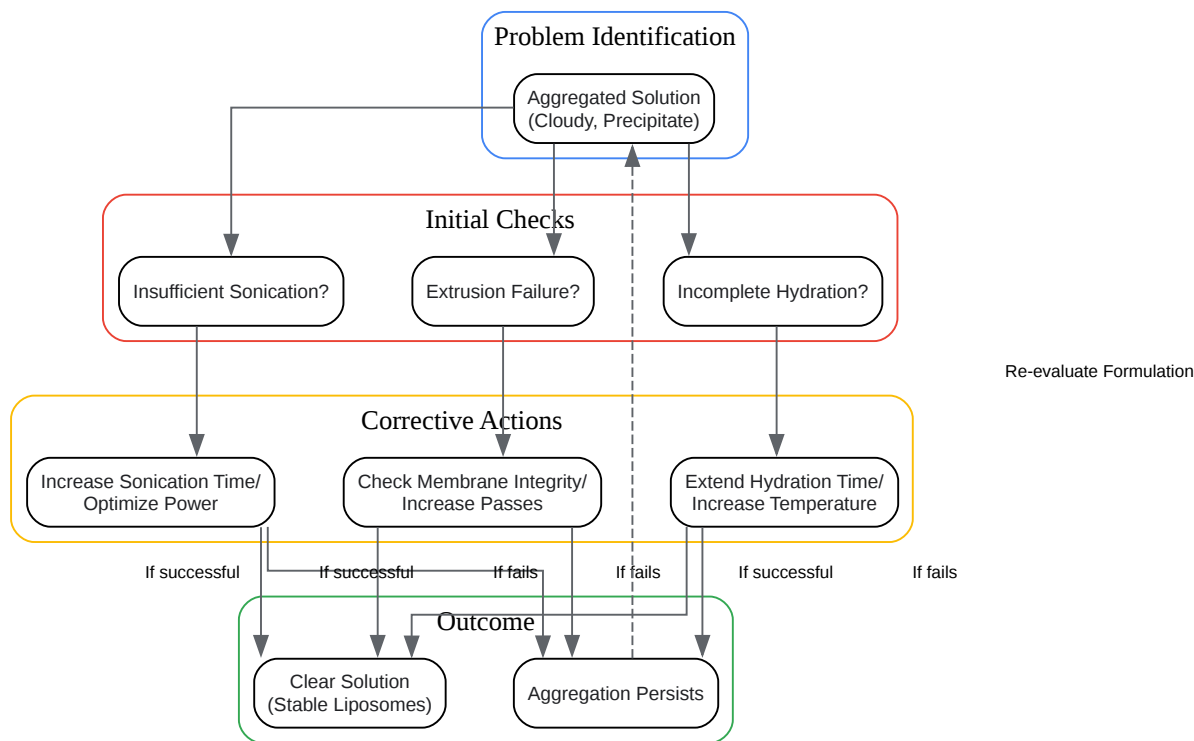 Problem Identification
Aggregated Solution
(Cloudy, Precipitate)
Initial Checks
Insufficient Sonication?
Extrusion Failure?
Incomplete Hydration?
Re-evaluate Formulation
Corrective Actions
Increase Sonication Time/
Optimize Power
Check Membrane Integrity/
Increase Passes
Extend Hydration Time/
Increase Temperature
If successful
If successful
If fails
If fails
If successful
If fails
Outcome
Clear Solution
(Stable Liposomes)
Aggregation Persists